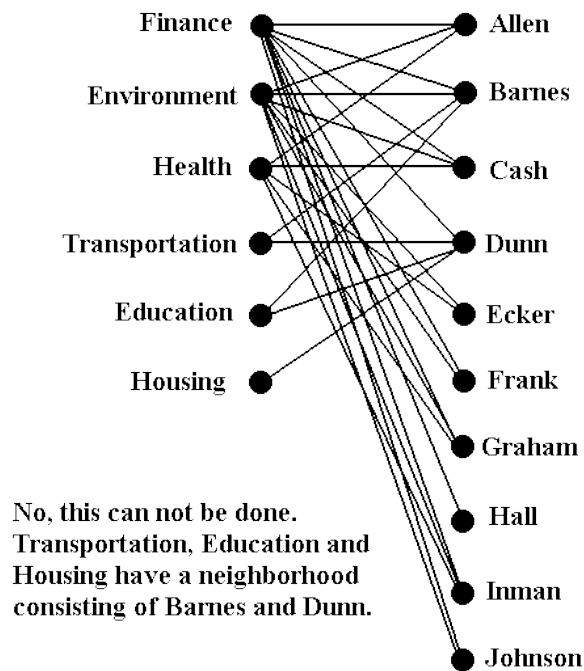 Finance
Allen
Environment
Barnes
Health
Cash
Transportation
Dunn
Education
Ecker
Housing
Frank
Graham
Hall
Inman
Johnson
No, this can not be done.
Transportation, Education and
Housing have a neighborhood
consisting of Barnes and Dunn.